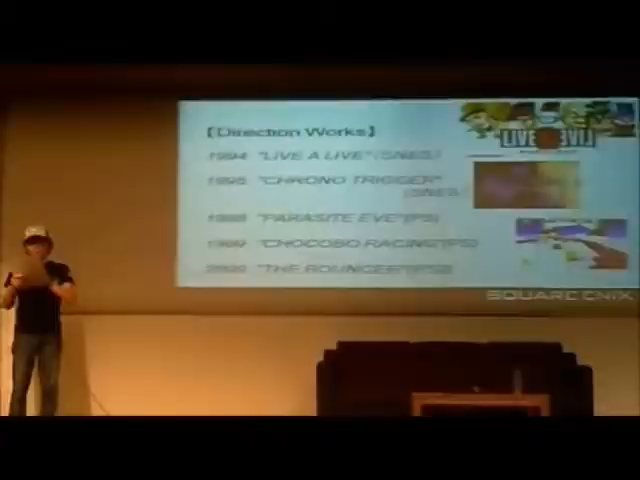 【Direction Works】
1994 "LIVE A LIVE" (SNES)
1995 "CHRONO TRIGGER"
(SNES)
1998 "PARASITE EVE"(PS)
1999 "CHOCOBO RACING"(PS)
2000 "THE BOUNCER"(PS2)
LIVE A LIVE
SQUARE ENIX